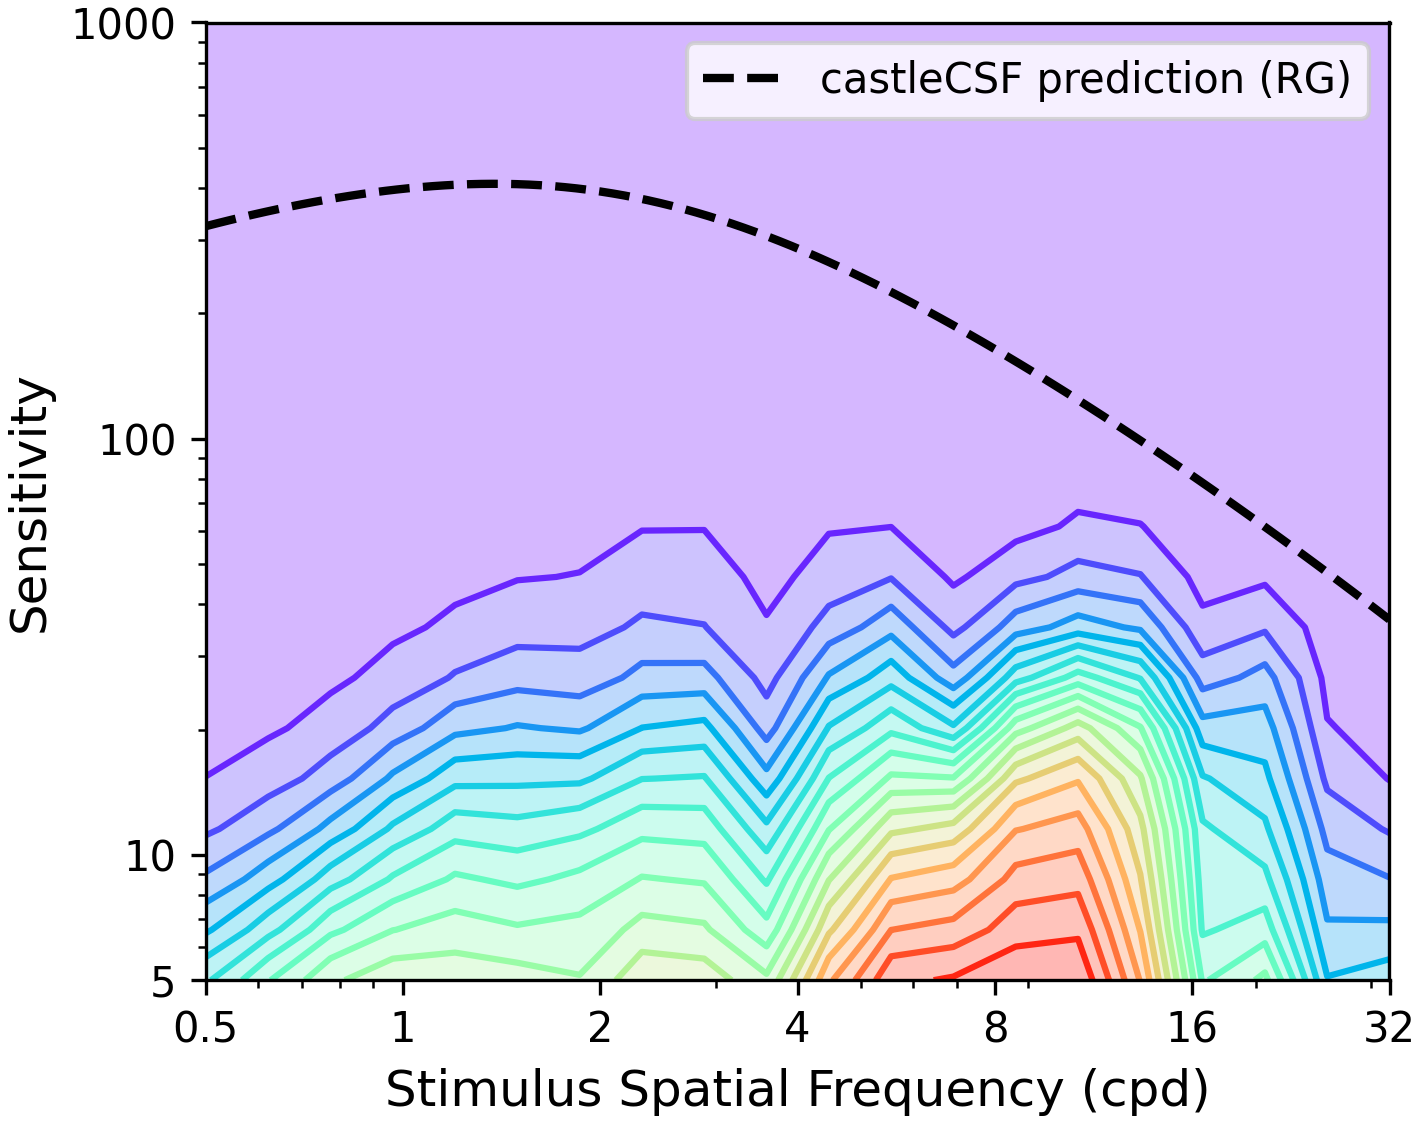 1000
castleCSF prediction (RG)
100
10
5
Sensitivity
0.5 1 2 4 8 16 32
Stimulus Spatial Frequency (cpd)